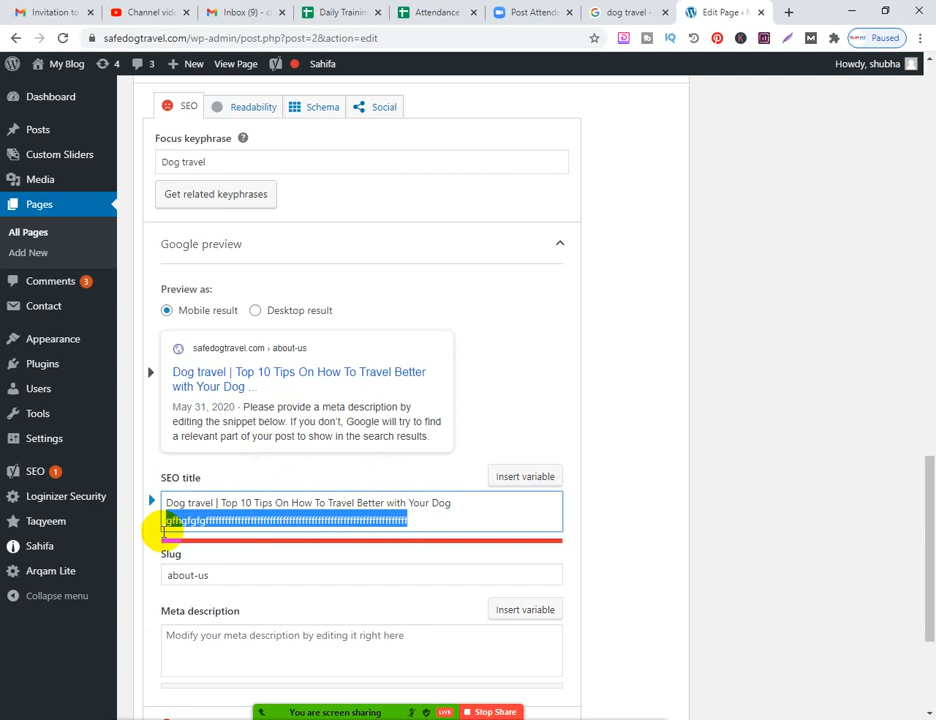 Invitation to
Channel vid
Inbox (9) - c
Daily Trainin
Attendance
Post Attende
dog travel -
Edit Page ‹
safedogtravel.com/wp-admin/post.php?post=2&action=edit
Paused
My Blog
4
3
New
View Page
Sahifa
Howdy, shubha
Dashboard
Posts
Custom Sliders
Media
Pages
All Pages
Add New
Comments 3
Contact
Appearance
Plugins
Users
Tools
Settings
SEO 1
Loginizer Security
Taqyeem
Sahifa
Arqam Lite
Collapse menu
SEO
Readability
Schema
Social
Focus keyphrase
Dog travel
Get related keyphrases
Google preview
Preview as:
Mobile result
Desktop result
safedogtravel.com › about-us
Dog travel | Top 10 Tips On How To Travel Better
with Your Dog ...
May 31, 2020 · Please provide a meta description by
editing the snippet below. If you don't, Google will try to find
a relevant part of your post to show in the search results.
SEO title
Insert variable
Dog travel | Top 10 Tips On How To Travel Better with Your Dog
Slug
about-us
Meta description
Insert variable
Modify your meta description by editing it right here
You are screen sharing
LIVE
Stop Share